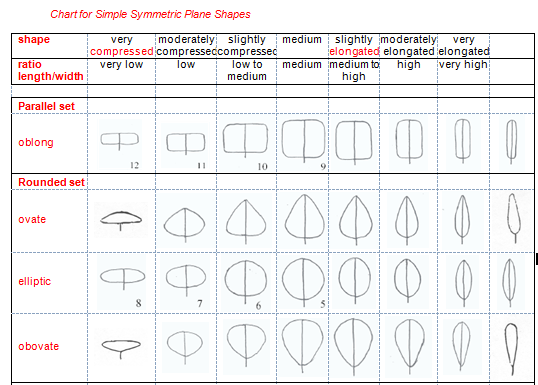 Chart for Simple Symmetric Plane Shapes
shape very compressed moderately compressed slightly compressed medium slightly elongated moderately elongated very elongated
ratio length/width very low low low to medium medium medium to high high very high
Parallel set
oblong
12 11 10 9
Rounded set
ovate
elliptic
8 7 6 5
obovate